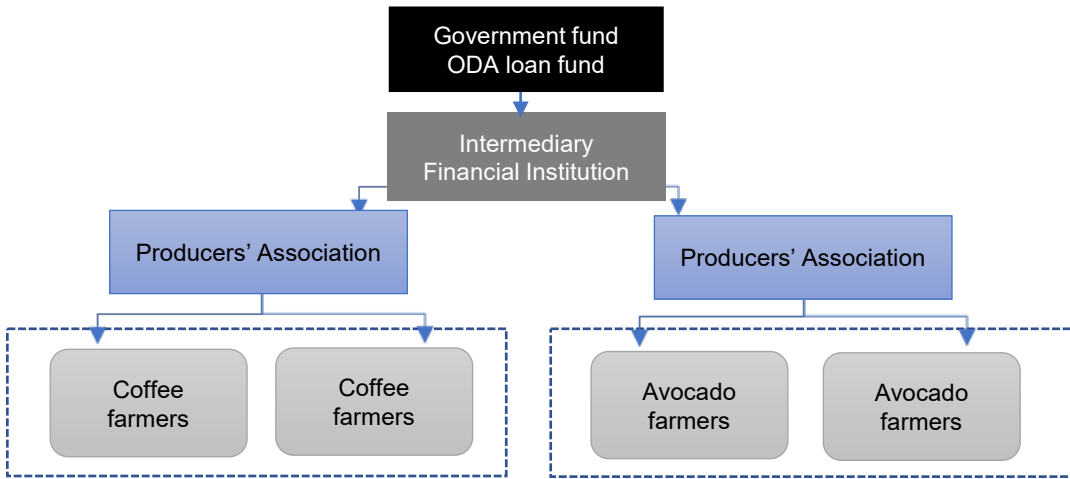 Government fund
ODA loan fund
Intermediary
Financial Institution
Producers’ Association
Producers’ Association
Coffee
farmers
Coffee
farmers
Avocado
farmers
Avocado
farmers